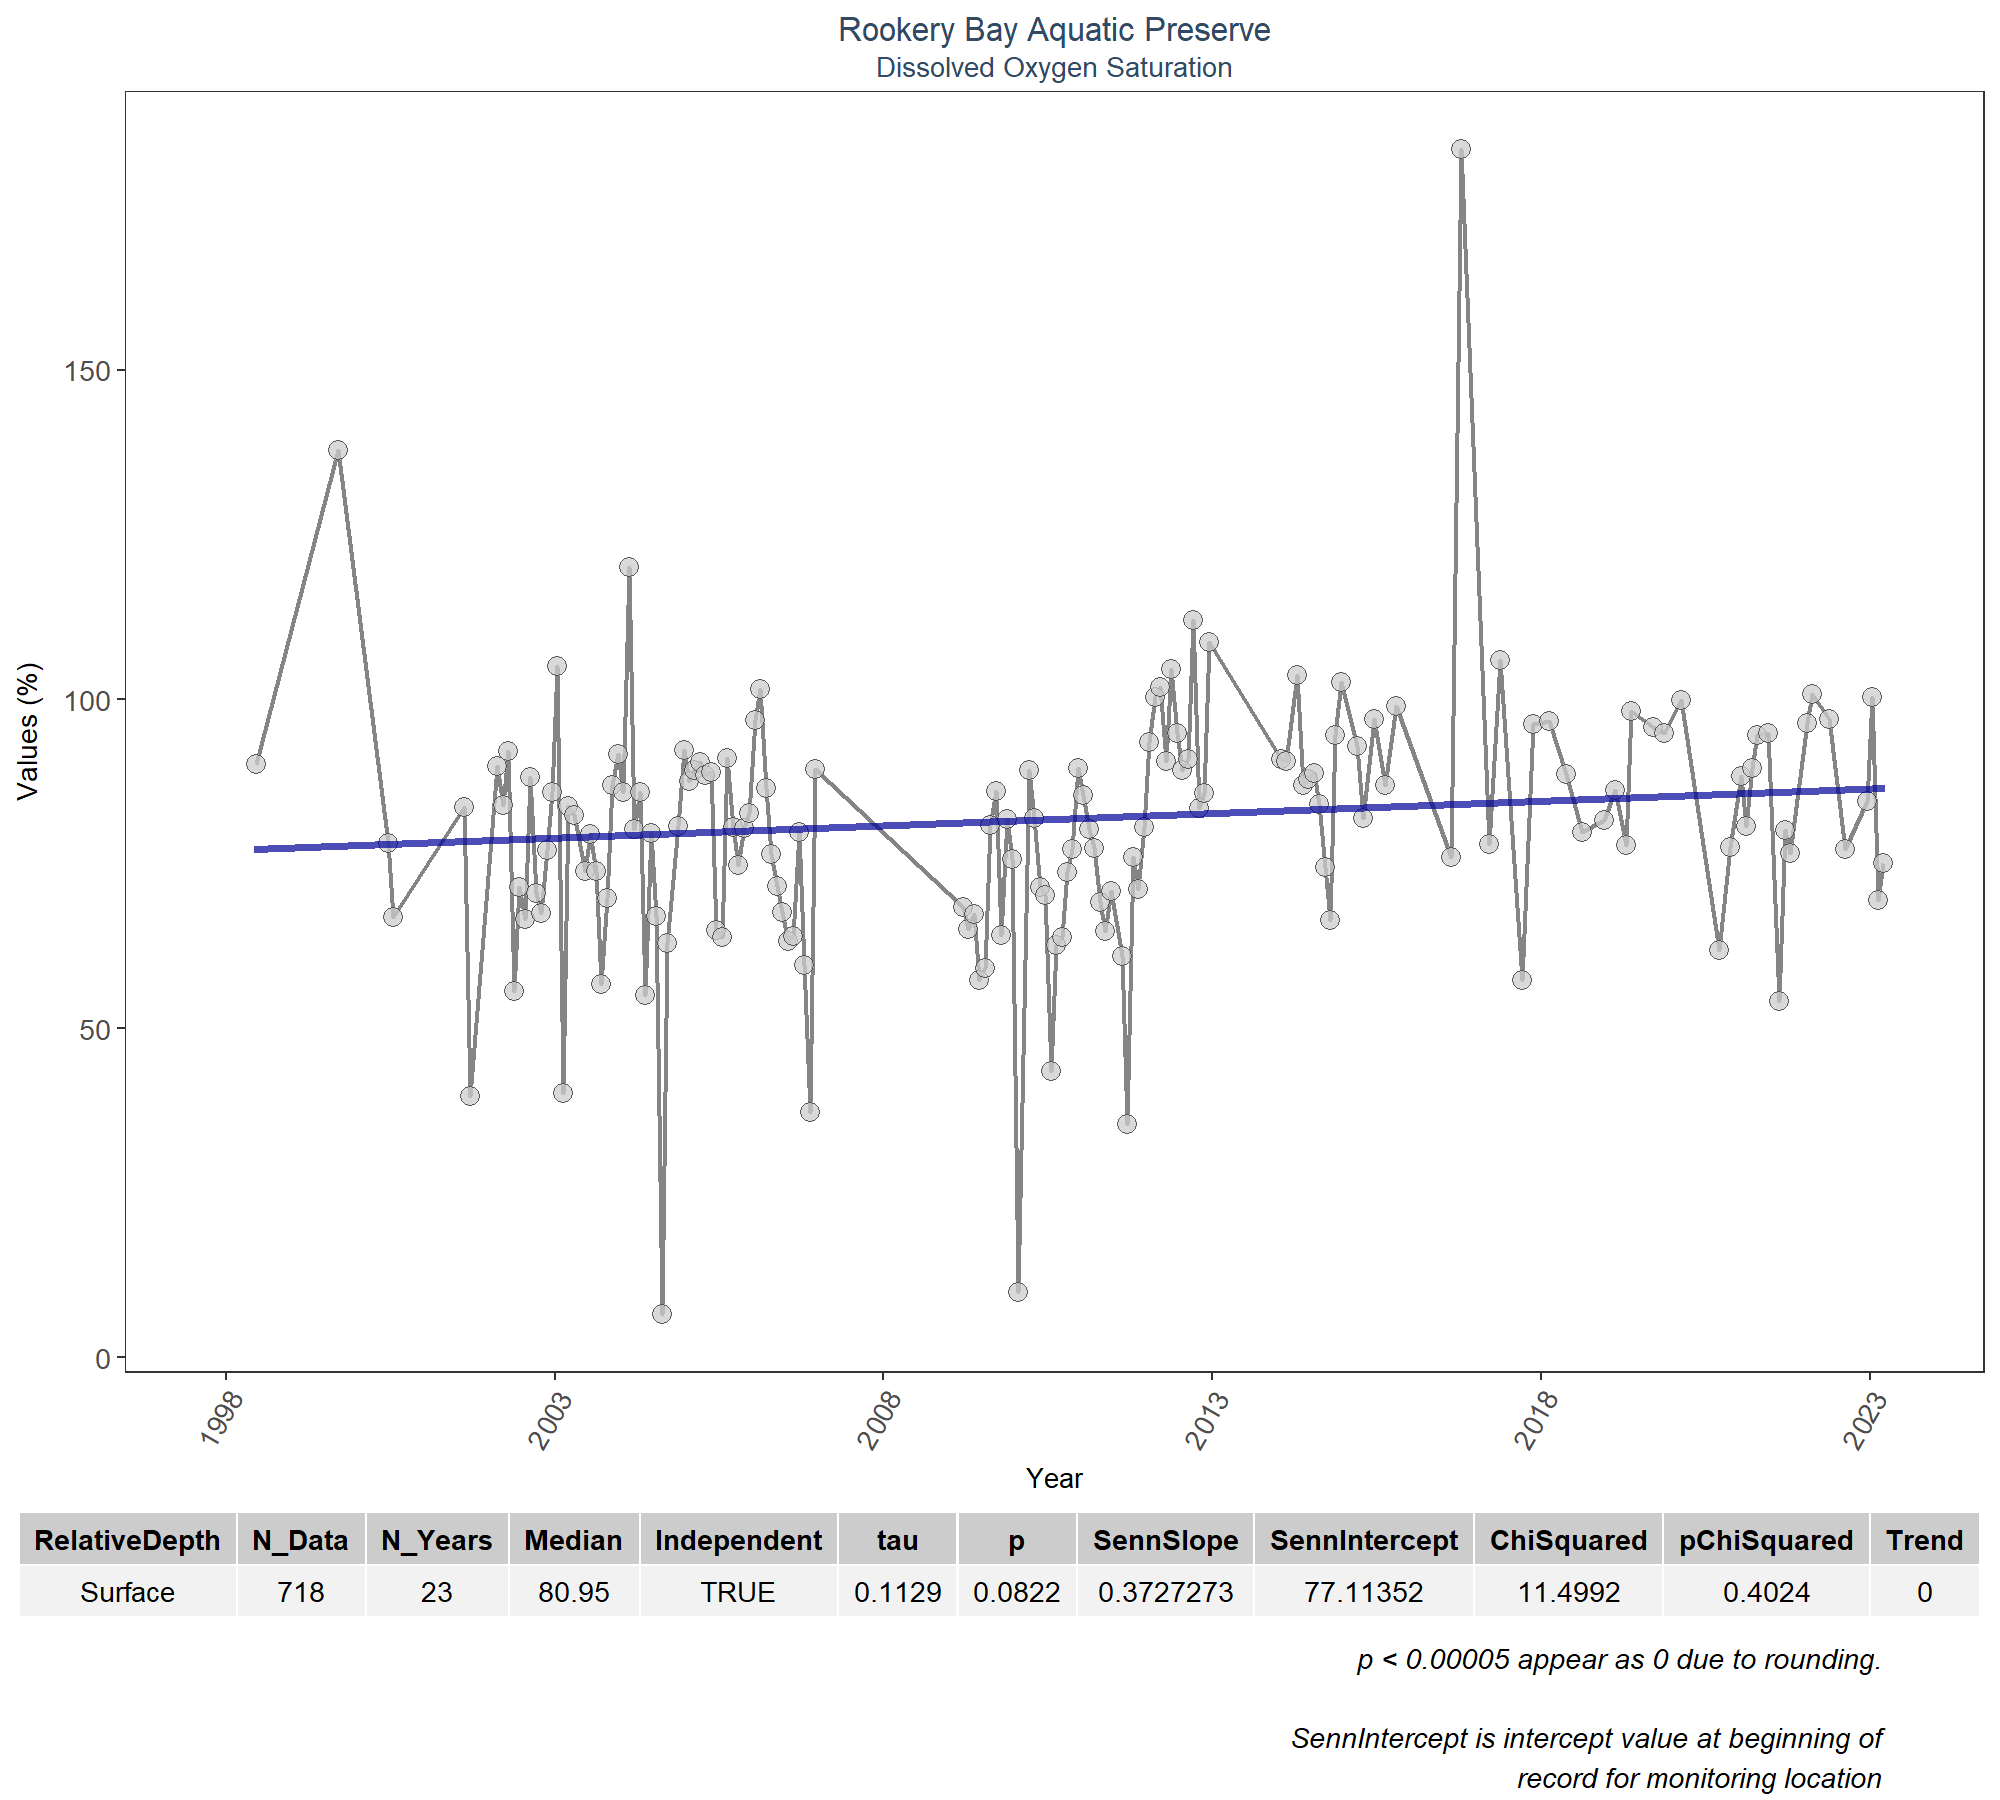 Rookery Bay Aquatic Preserve
Dissolved Oxygen Saturation
Values (%)
150
100
50
0
1998 2003 2008 2013 2018 2023
Year
RelativeDepth N_Data N_Years Median Independent tau p SennSlope SennIntercept ChiSquared pChiSquared Trend
Surface 718 23 80.95 TRUE 0.1129 0.0822 0.3727273 77.11352 11.4992 0.4024 0
p < 0.00005 appear as 0 due to rounding.
SennIntercept is intercept value at beginning of
record for monitoring location